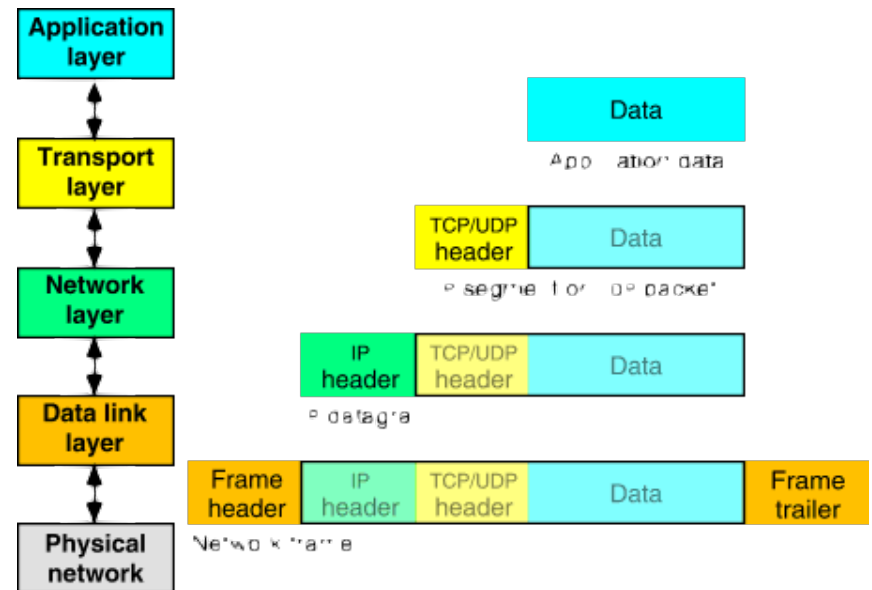 Application
layer
Data
data
Transport
layer
TCP/UDP
header
Data
Network
layer
IP
header
TCP/UDP
header
Data
Data link
layer
Frame
header
IP
header
TCP/UDP
header
Data
Frame
trailer
Physical
network